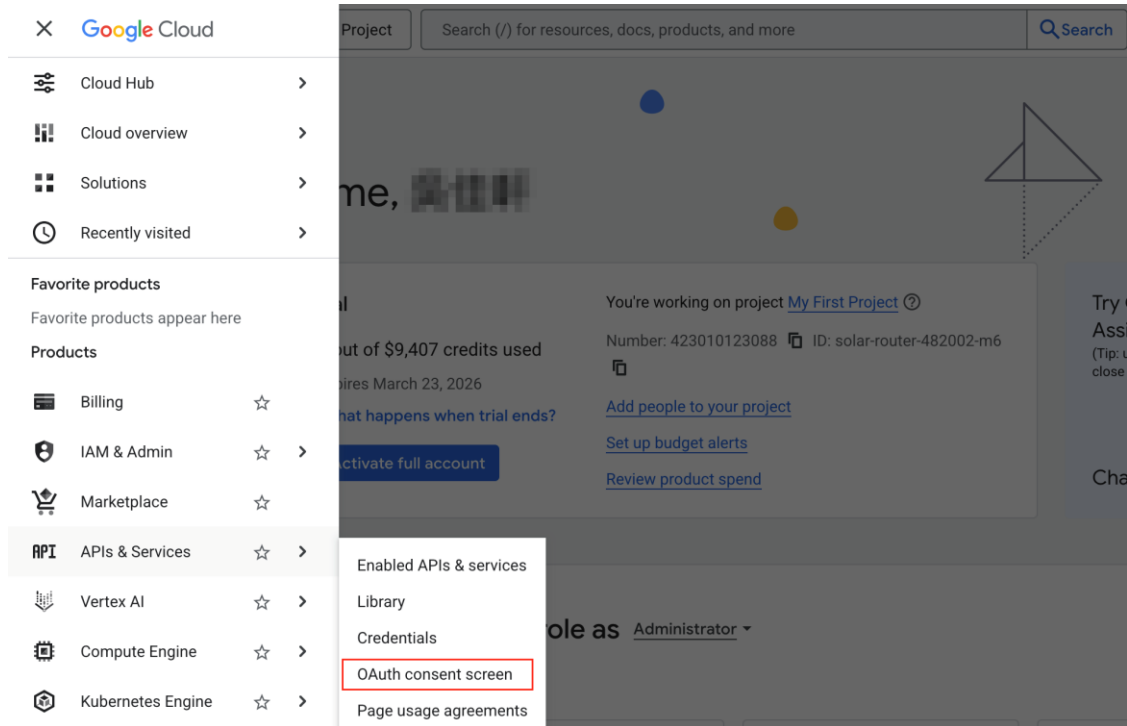 Google Cloud
Project
Search (/) for resources, docs, products, and more
Search
Cloud Hub
Cloud overview
Solutions
Recently visited
Favorite products
Favorite products appear here
Products
Billing
IAM & Admin
Marketplace
API APIs & Services
Vertex AI
Compute Engine
Kubernetes Engine
Enabled APIs & services
Library
Credentials
OAuth consent screen
Page usage agreements
me,
out of $9,407 credits used
pires March 23, 2026
hat happens when trial ends?
Activate full account
You're working on project My First Project
Number: 423010123088 ID: solar-router-482002-m6
Add people to your project
Set up budget alerts
Review product spend
Try
Assi
(Tip: u
close
Cha
role as Administrator